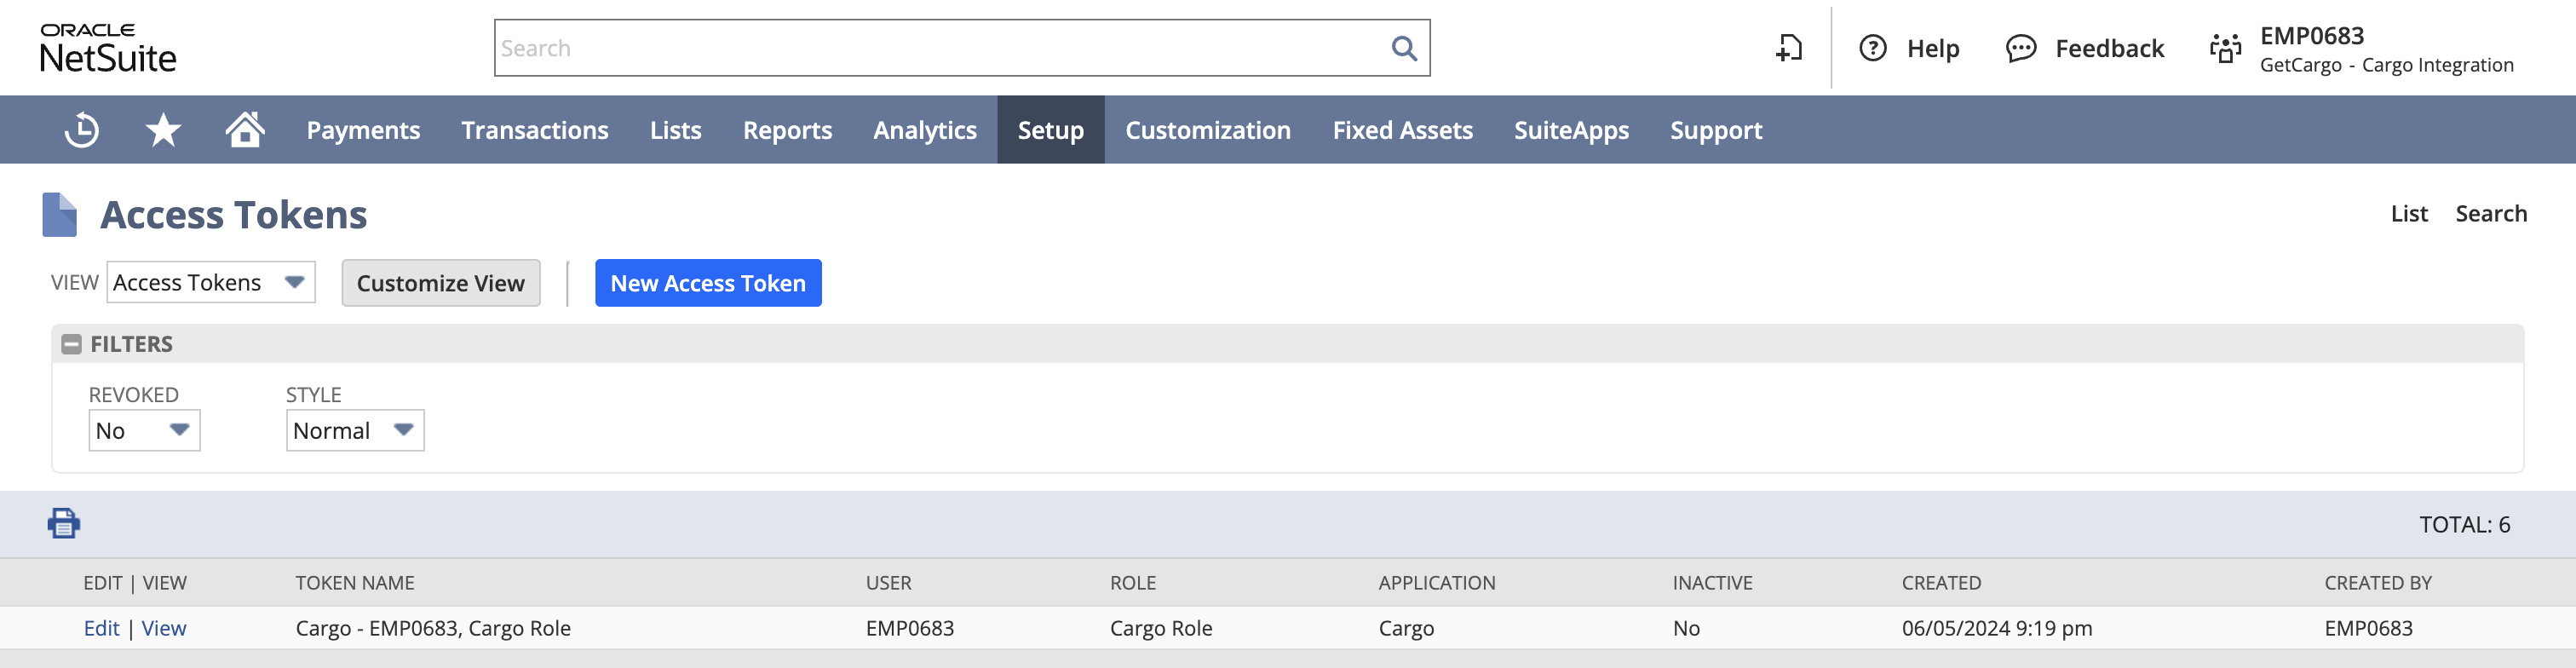 ORACLE
NetSuite
Search
Help
Feedback
EMP0683
GetCargo - Cargo Integration
Payments Transactions Lists Reports Analytics Setup Customization Fixed Assets SuiteApps Support
Access Tokens
List Search
VIEW Access Tokens Customize View New Access Token
FILTERS
REVOKED STYLE
No Normal
TOTAL: 6
EDIT | VIEW TOKEN NAME USER ROLE APPLICATION INACTIVE CREATED CREATED BY
Edit | View Cargo - EMP0683, Cargo Role EMP0683 Cargo Role Cargo No 06/05/2024 9:19 pm EMP0683